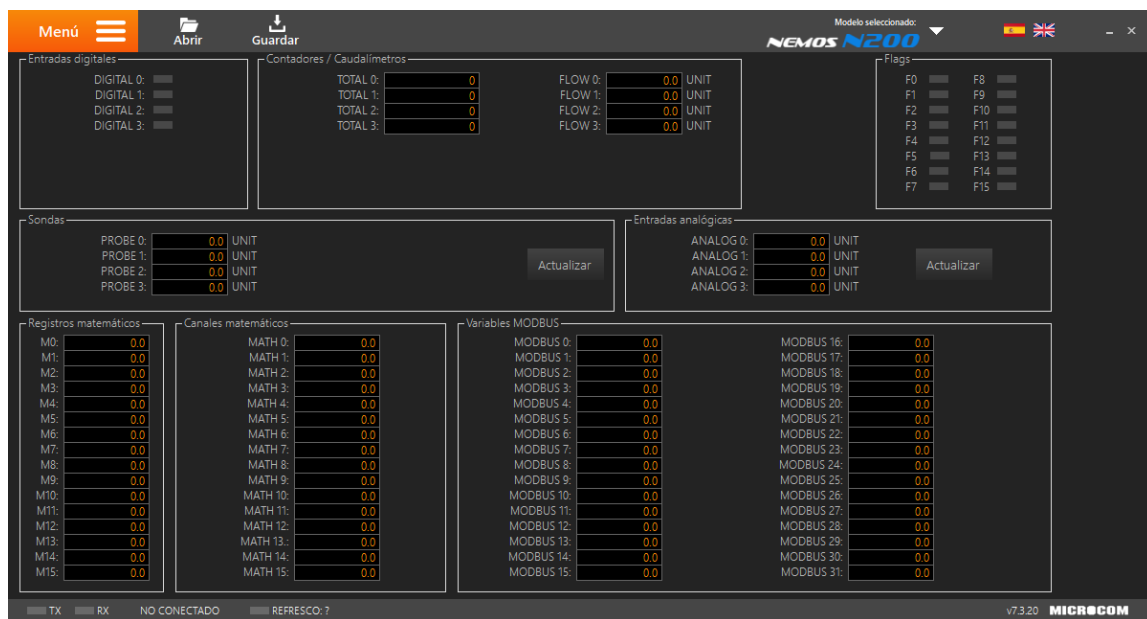 Menú
Abrir
Guardar
Modelo seleccionado:
NEMOS N200
Entradas digitales
DIGITAL 0:
DIGITAL 1:
DIGITAL 2:
DIGITAL 3:
Contadores / Caudalímetros
TOTAL 0: 0 FLOW 0: 0.0 UNIT
TOTAL 1: 0 FLOW 1: 0.0 UNIT
TOTAL 2: 0 FLOW 2: 0.0 UNIT
TOTAL 3: 0 FLOW 3: 0.0 UNIT
Flags
F0 F8
F1 F9
F2 F10
F3 F11
F4 F12
F5 F13
F6 F14
F7 F15
Sondas
PROBE 0: 0.0 UNIT
PROBE 1: 0.0 UNIT
PROBE 2: 0.0 UNIT
PROBE 3: 0.0 UNIT
Actualizar
Entradas analógicas
ANALOG 0: 0.0 UNIT
ANALOG 1: 0.0 UNIT
ANALOG 2: 0.0 UNIT
ANALOG 3: 0.0 UNIT
Actualizar
Registros matemáticos
M0: 0.0
M1: 0.0
M2: 0.0
M3: 0.0
M4: 0.0
M5: 0.0
M6: 0.0
M7: 0.0
M8: 0.0
M9: 0.0
M10: 0.0
M11: 0.0
M12: 0.0
M13: 0.0
M14: 0.0
M15: 0.0
Canales matemáticos
MATH 0: 0.0
MATH 1: 0.0
MATH 2: 0.0
MATH 3: 0.0
MATH 4: 0.0
MATH 5: 0.0
MATH 6: 0.0
MATH 7: 0.0
MATH 8: 0.0
MATH 9: 0.0
MATH 10: 0.0
MATH 11: 0.0
MATH 12: 0.0
MATH 13.: 0.0
MATH 14: 0.0
MATH 15: 0.0
Variables MODBUS
MODBUS 0: 0.0 MODBUS 16: 0.0
MODBUS 1: 0.0 MODBUS 17: 0.0
MODBUS 2: 0.0 MODBUS 18: 0.0
MODBUS 3: 0.0 MODBUS 19: 0.0
MODBUS 4: 0.0 MODBUS 20: 0.0
MODBUS 5: 0.0 MODBUS 21: 0.0
MODBUS 6: 0.0 MODBUS 22: 0.0
MODBUS 7: 0.0 MODBUS 23: 0.0
MODBUS 8: 0.0 MODBUS 24: 0.0
MODBUS 9: 0.0 MODBUS 25: 0.0
MODBUS 10: 0.0 MODBUS 26: 0.0
MODBUS 11: 0.0 MODBUS 27: 0.0
MODBUS 12: 0.0 MODBUS 28: 0.0
MODBUS 13: 0.0 MODBUS 29: 0.0
MODBUS 14: 0.0 MODBUS 30: 0.0
MODBUS 15: 0.0 MODBUS 31: 0.0
TX RX NO CONECTADO REFRESCO: ? v7.3.20 MICROCOM